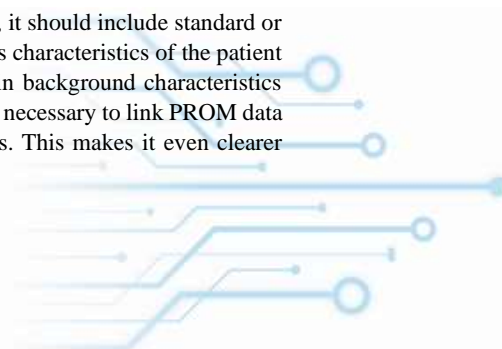 , it should include standard or
s characteristics of the patient
in background characteristics
necessary to link PROM data
s. This makes it even clearer